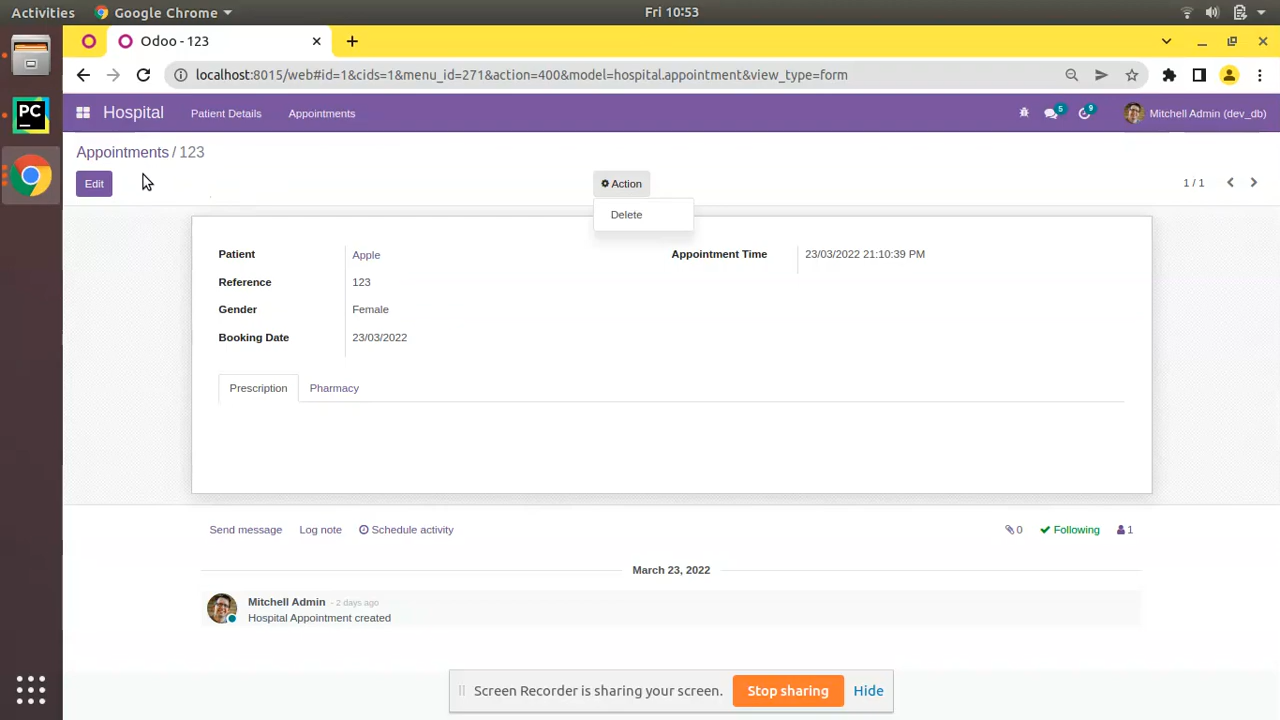 Activities Google Chrome Fri 10:53
Odoo - 123
localhost:8015/web#id=1&cids=1&menu_id=271&action=400&model=hospital.appointment&view_type=form
PC
Hospital Patient Details Appointments 5 9 Mitchell Admin (dev_db)
Appointments / 123
Edit Action 1 / 1
Delete
Patient Apple Appointment Time 23/03/2022 21:10:39 PM
Reference 123
Gender Female
Booking Date 23/03/2022
Prescription Pharmacy
Send message Log note Schedule activity 0 Following 1
March 23, 2022
Mitchell Admin - 2 days ago
Hospital Appointment created
Screen Recorder is sharing your screen. Stop sharing Hide